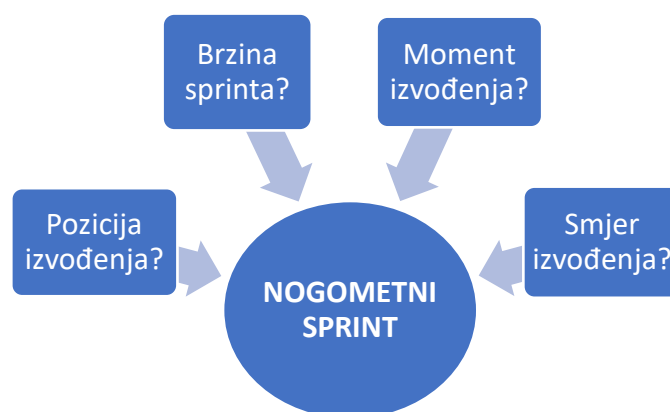 Brzina
sprinta?
Moment
izvođenja?
Pozicija
izvođenja?
Smjer
izvođenja?
NOGOMETNI
SPRINT